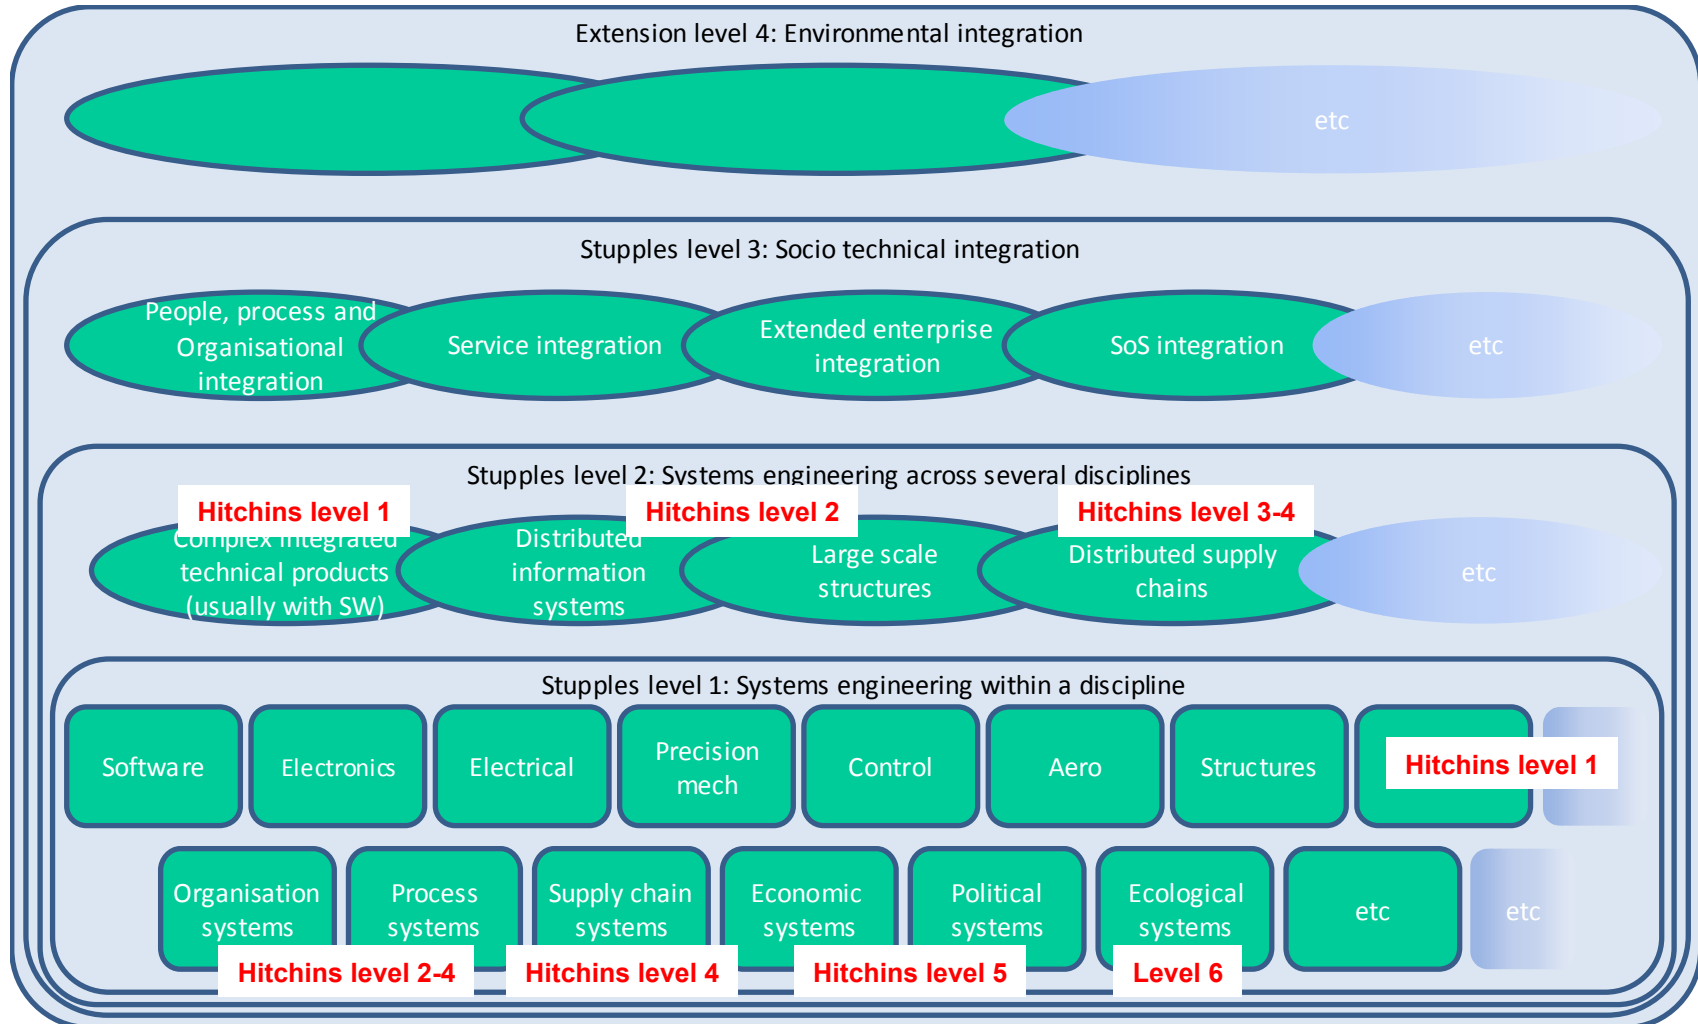 Extension level 4: Environmental integration
etc
Stupples level 3: Socio technical integration
People, process and
Organisational
integration
Service integration
Extended enterprise
integration
SoS integration
etc
Stupples level 2: Systems engineering across several disciplines
Hitchins level 1
Hitchins level 2
Hitchins level 3-4
Complex integrated
technical products
(usually with SW)
Distributed
information
systems
Large scale
structures
Distributed supply
chains
etc
Stupples level 1: Systems engineering within a discipline
Software
Electronics
Electrical
Precision
mech
Control
Aero
Structures
Hitchins level 1
Organisation
systems
Process
systems
Supply chain
systems
Economic
systems
Political
systems
Ecological
systems
etc
etc
Hitchins level 2-4
Hitchins level 4
Hitchins level 5
Level 6